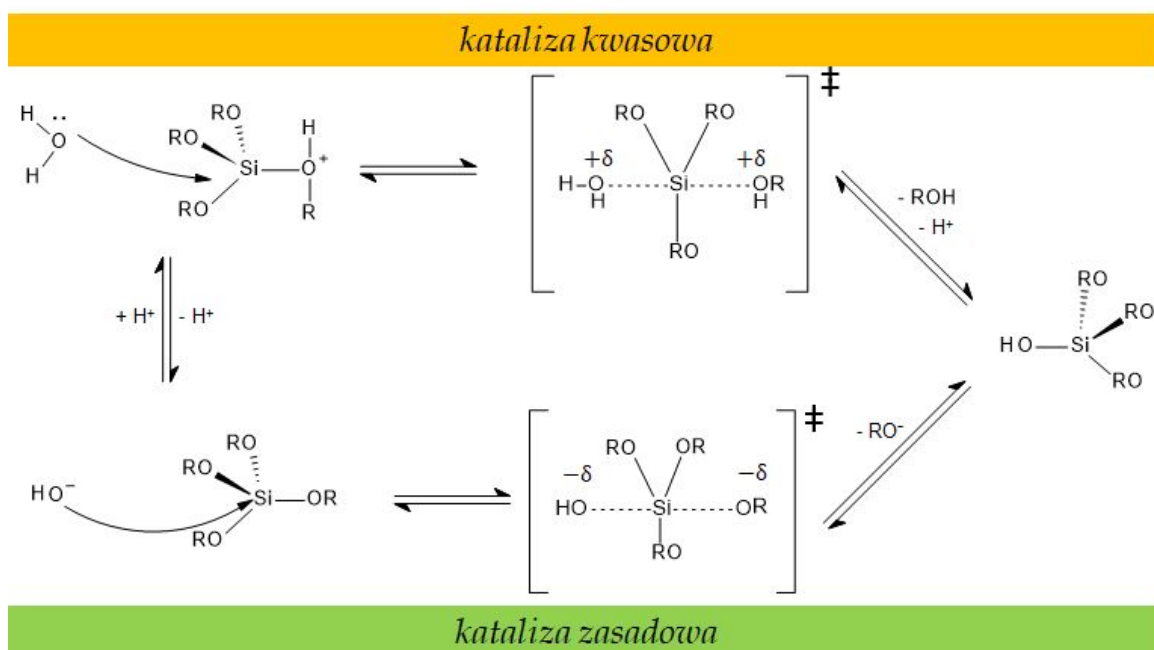 kataliza kwasowa
H
H
O
··
RO
RO
RO
Si
H
O+
R
RO
RO
+δ
+δ
H-O
H
Si
OR
H
RO
‡
- ROH
- H+
+ H+
- H+
RO
RO
HO
Si
RO
HO−
RO
RO
Si
OR
RO
RO
OR
−δ
−δ
HO
Si
OR
RO
‡
- RO-
kataliza zasadowa